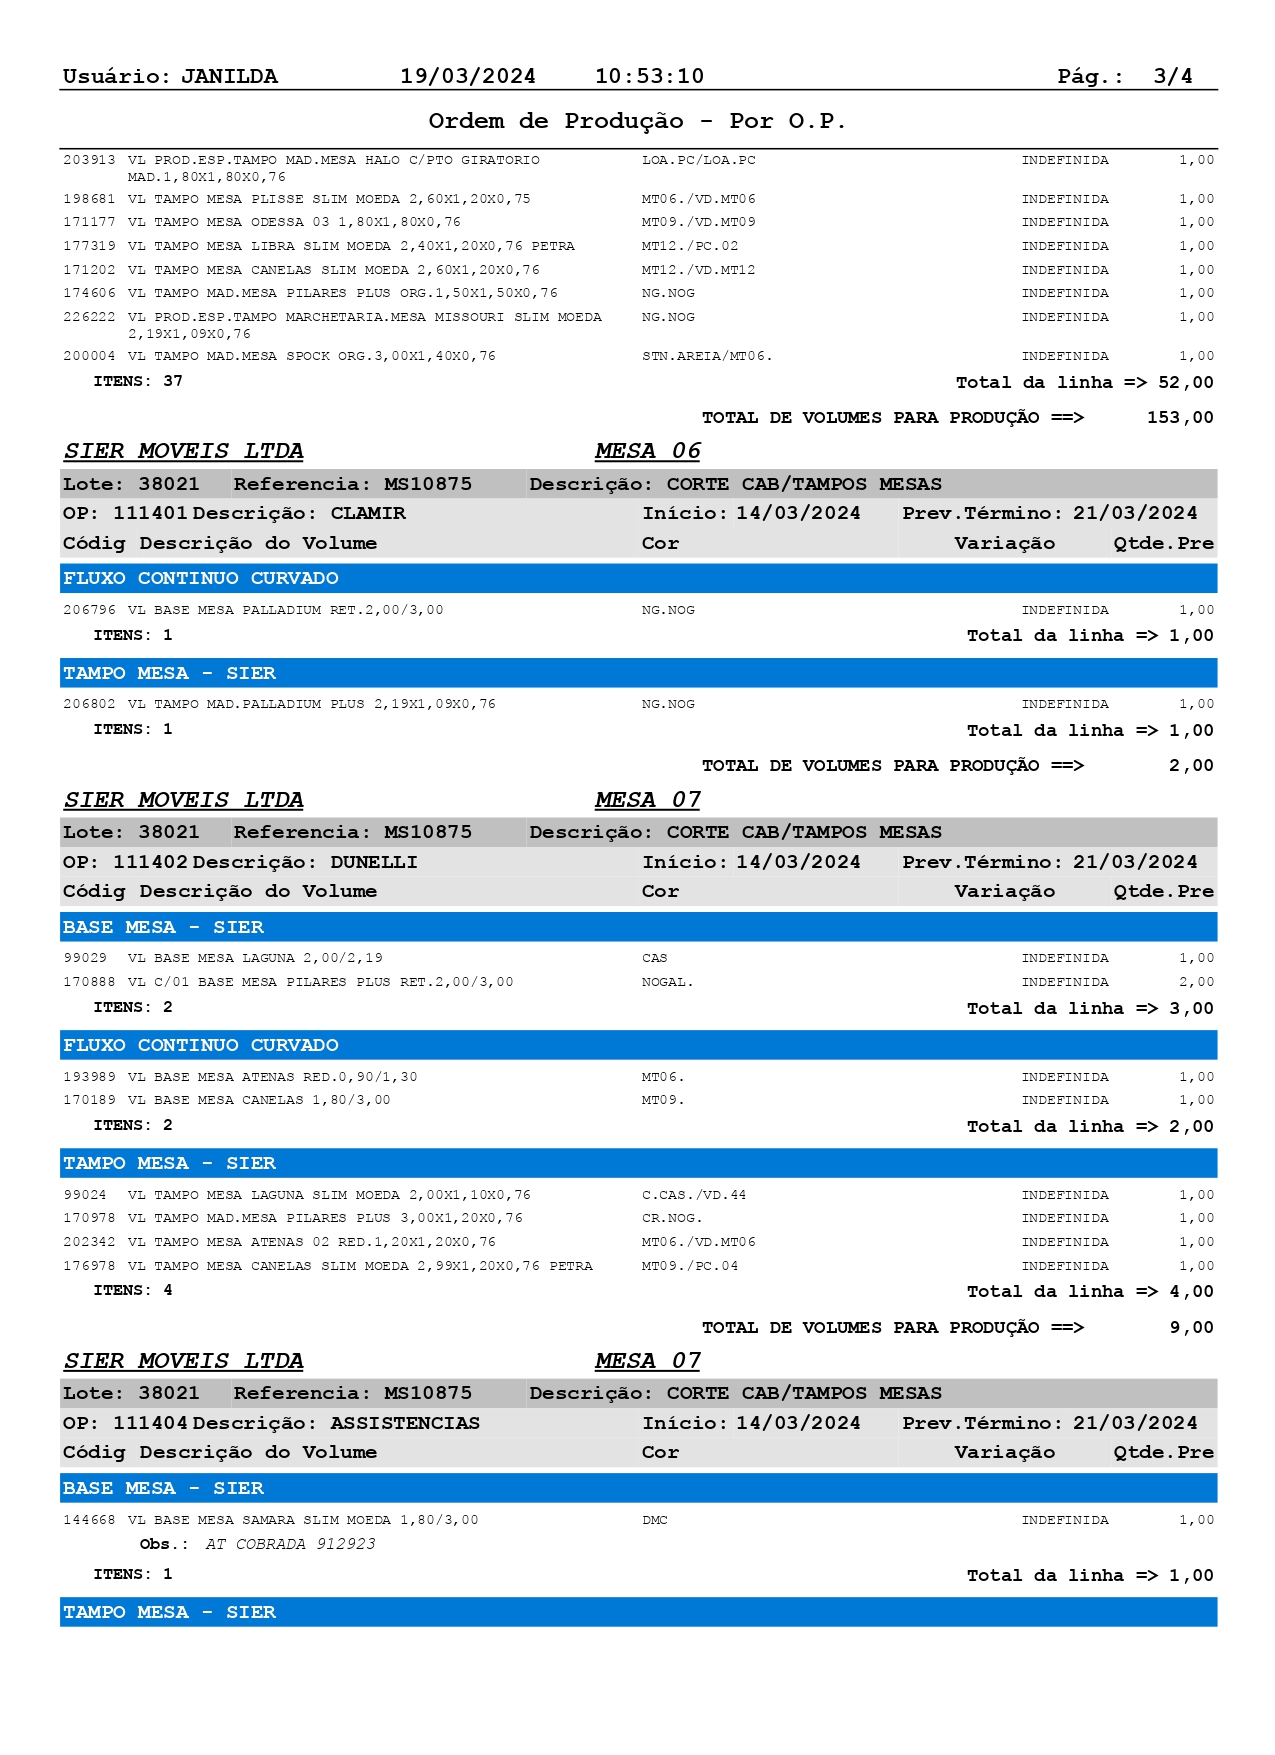 Usuário: JANILDA 19/03/2024 10:53:10 Pág.: 3/4
Ordem de Produção - Por O.P.
203913 VL PROD.ESP.TAMPO MAD.MESA HALO C/PTO GIRATORIO LOA.PC/LOA.PC INDEFINIDA 1,00
MAD.1,80X1,80X0,76
198681 VL TAMPO MESA PLISSE SLIM MOEDA 2,60X1,20X0,75 MT06./VD.MT06 INDEFINIDA 1,00
171177 VL TAMPO MESA ODESSA 03 1,80X1,80X0,76 MT09./VD.MT09 INDEFINIDA 1,00
177319 VL TAMPO MESA LIBRA SLIM MOEDA 2,40X1,20X0,76 PETRA MT12./PC.02 INDEFINIDA 1,00
171202 VL TAMPO MESA CANELAS SLIM MOEDA 2,60X1,20X0,76 MT12./VD.MT12 INDEFINIDA 1,00
174606 VL TAMPO MAD.MESA PILARES PLUS ORG.1,50X1,50X0,76 NG.NOG INDEFINIDA 1,00
226222 VL PROD.ESP.TAMPO MARCHETARIA.MESA MISSOURI SLIM MOEDA NG.NOG INDEFINIDA 1,00
2,19X1,09X0,76
200004 VL TAMPO MAD.MESA SPOCK ORG.3,00X1,40X0,76 STN.AREIA/MT06. INDEFINIDA 1,00
ITENS: 37 Total da linha => 52,00
TOTAL DE VOLUMES PARA PRODUÇÃO ==> 153,00
SIER MOVEIS LTDA MESA 06
Lote: 38021 Referencia: MS10875 Descrição: CORTE CAB/TAMPOS MESAS
OP: 111401 Descrição: CLAMIR Início: 14/03/2024 Prev.Término: 21/03/2024
Códig Descrição do Volume Cor Variação Qtde.Pre
FLUXO CONTINUO CURVADO
206796 VL BASE MESA PALLADIUM RET.2,00/3,00 NG.NOG INDEFINIDA 1,00
ITENS: 1 Total da linha => 1,00
TAMPO MESA - SIER
206802 VL TAMPO MAD.PALLADIUM PLUS 2,19X1,09X0,76 NG.NOG INDEFINIDA 1,00
ITENS: 1 Total da linha => 1,00
TOTAL DE VOLUMES PARA PRODUÇÃO ==> 2,00
SIER MOVEIS LTDA MESA 07
Lote: 38021 Referencia: MS10875 Descrição: CORTE CAB/TAMPOS MESAS
OP: 111402 Descrição: DUNELLI Início: 14/03/2024 Prev.Término: 21/03/2024
Códig Descrição do Volume Cor Variação Qtde.Pre
BASE MESA - SIER
99029 VL BASE MESA LAGUNA 2,00/2,19 CAS INDEFINIDA 1,00
170888 VL C/01 BASE MESA PILARES PLUS RET.2,00/3,00 NOGAL. INDEFINIDA 2,00
ITENS: 2 Total da linha => 3,00
FLUXO CONTINUO CURVADO
193989 VL BASE MESA ATENAS RED.0,90/1,30 MT06. INDEFINIDA 1,00
170189 VL BASE MESA CANELAS 1,80/3,00 MT09. INDEFINIDA 1,00
ITENS: 2 Total da linha => 2,00
TAMPO MESA - SIER
99024 VL TAMPO MESA LAGUNA SLIM MOEDA 2,00X1,10X0,76 C.CAS./VD.44 INDEFINIDA 1,00
170978 VL TAMPO MAD.MESA PILARES PLUS 3,00X1,20X0,76 CR.NOG. INDEFINIDA 1,00
202342 VL TAMPO MESA ATENAS 02 RED.1,20X1,20X0,76 MT06./VD.MT06 INDEFINIDA 1,00
176978 VL TAMPO MESA CANELAS SLIM MOEDA 2,99X1,20X0,76 PETRA MT09./PC.04 INDEFINIDA 1,00
ITENS: 4 Total da linha => 4,00
TOTAL DE VOLUMES PARA PRODUÇÃO ==> 9,00
SIER MOVEIS LTDA MESA 07
Lote: 38021 Referencia: MS10875 Descrição: CORTE CAB/TAMPOS MESAS
OP: 111404 Descrição: ASSISTENCIAS Início: 14/03/2024 Prev.Término: 21/03/2024
Códig Descrição do Volume Cor Variação Qtde.Pre
BASE MESA - SIER
144668 VL BASE MESA SAMARA SLIM MOEDA 1,80/3,00 DMC INDEFINIDA 1,00
Obs.: AT COBRADA 912923
ITENS: 1 Total da linha => 1,00
TAMPO MESA - SIER